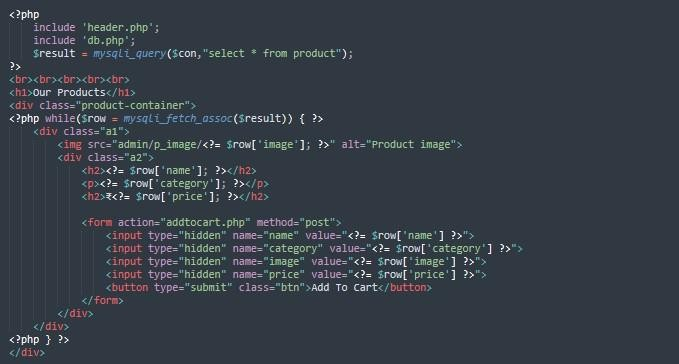 <?php
include 'header.php';
include 'db.php';
$result = mysqli_query($con,"select * from product");
?>
<br><br><br><br><br>
<h1>Our Products</h1>
<div class="product-container">
<?php while($row = mysqli_fetch_assoc($result)) { ?>
<div class="a1">
<img src="admin/p_image/<?= $row['image']; ?>" alt="Product image">
<div class="a2">
<h2><?= $row['name']; ?></h2>
<p><?= $row['category']; ?></p>
<h2>₹<?= $row['price']; ?></h2>
<form action="addtocart.php" method="post">
<input type="hidden" name="name" value="<?= $row['name'] ?>">
<input type="hidden" name="category" value="<?= $row['category'] ?>">
<input type="hidden" name="image" value="<?= $row['image'] ?>">
<input type="hidden" name="price" value="<?= $row['price'] ?>">
<button type="submit" class="btn">Add To Cart</button>
</form>
</div>
</div>
<?php } ?>
</div>